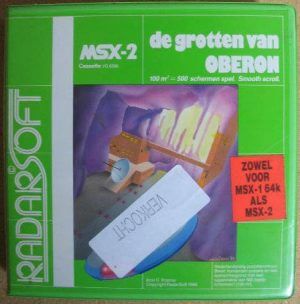 MSX-2
Cassette
de grotten van
OBERON
100 m² = 500 schermen spel. Smooth scroll.
RADARSOFT
VERKOCHT
ZOWEL
VOOR
MSX-1 64k
ALS
MSX-2